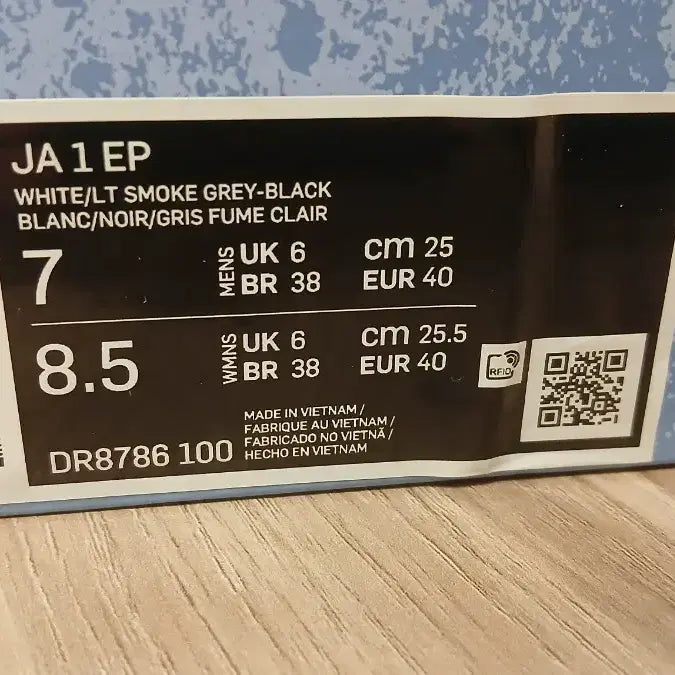 JA 1 EP
WHITE/LT SMOKE GREY-BLACK
BLANC/NOIR/GRIS FUME CLAIR
7 MENS UK 6 cm 25
BR 38 EUR 40
8.5 WMNS UK 6 cm 25.5
BR 38 EUR 40
RFID
MADE IN VIETNAM /
FABRIQUE AU VIETNAM /
FABRICADO NO VIETNÃ /
HECHO EN VIETNAM
DR8786 100